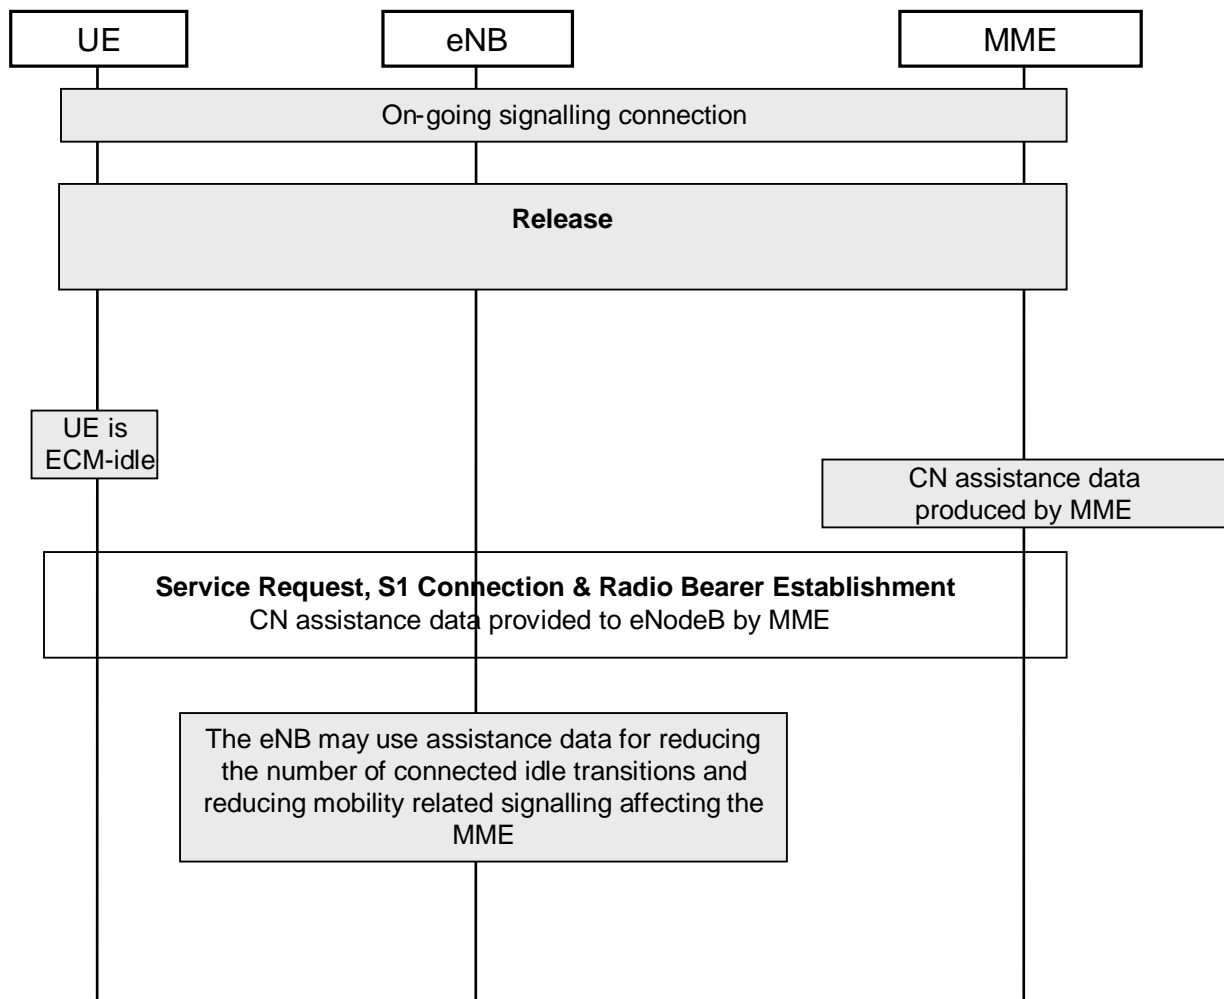 UE
eNB
MME
On-going signalling connection
Release
UE is
ECM-idle
CN assistance data
produced by MME
Service Request, S1 Connection & Radio Bearer Establishment
CN assistance data provided to eNodeB by MME
The eNB may use assistance data for reducing
the number of connected idle transitions and
reducing mobility related signalling affecting the
MME